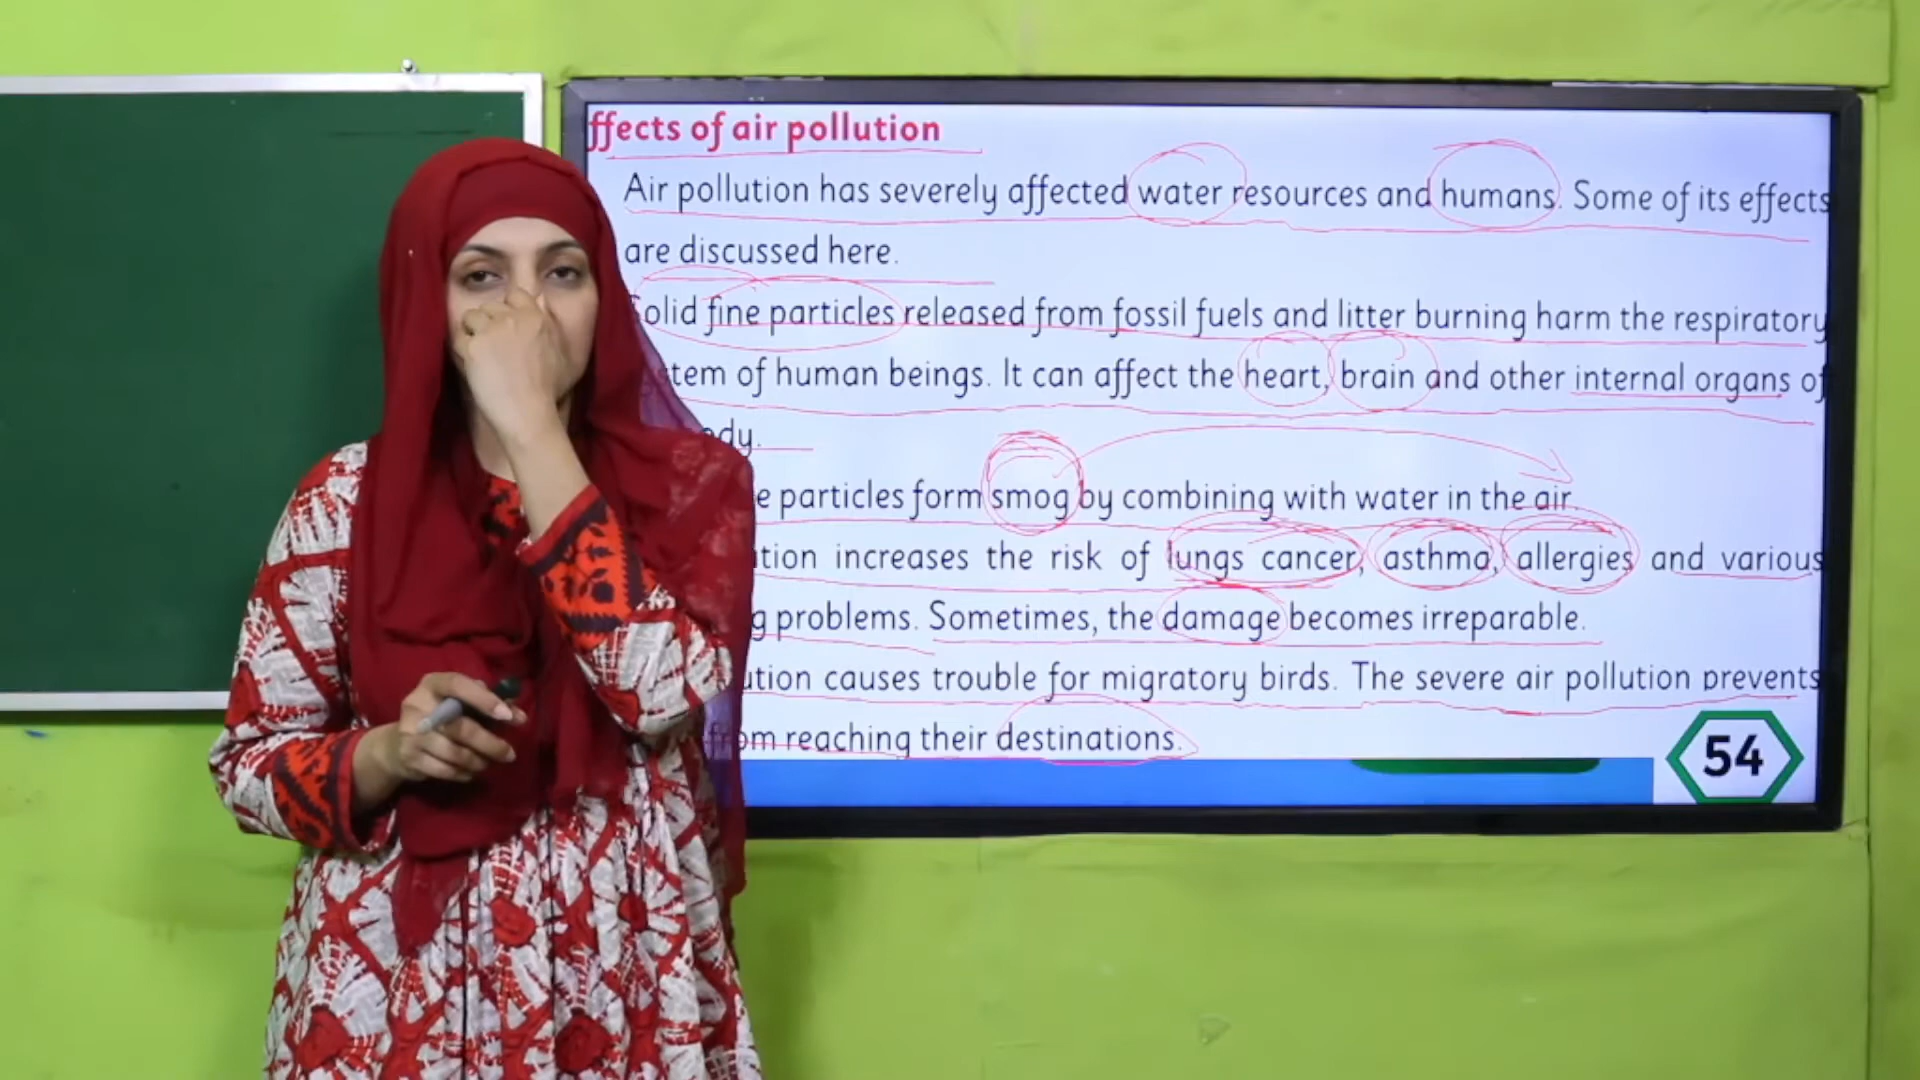 ffects of air pollution
Air pollution has severely affected water resources and humans. Some of its effects
are discussed here.
Solid fine particles released from fossil fuels and litter burning harm the respiratory
tem of human beings. It can affect the heart, brain and other internal organs of
ody.
e particles form smog by combining with water in the air.
tion increases the risk of lungs cancer, asthma, allergies and various
g problems. Sometimes, the damage becomes irreparable.
ution causes trouble for migratory birds. The severe air pollution prevents
from reaching their destinations.
54